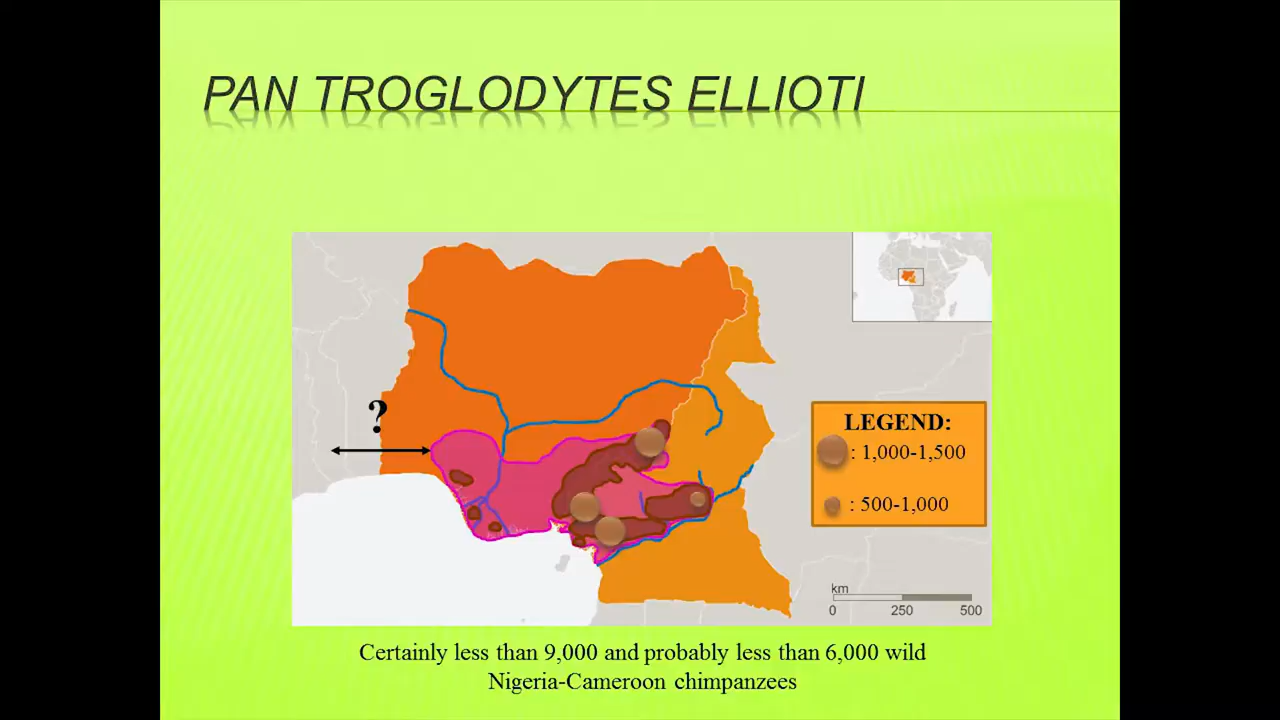 PAN TROGLODYTES ELLIOTI
?
LEGEND:
: 1,000-1,500
: 500-1,000
km
0 250 500
Certainly less than 9,000 and probably less than 6,000 wild
Nigeria-Cameroon chimpanzees